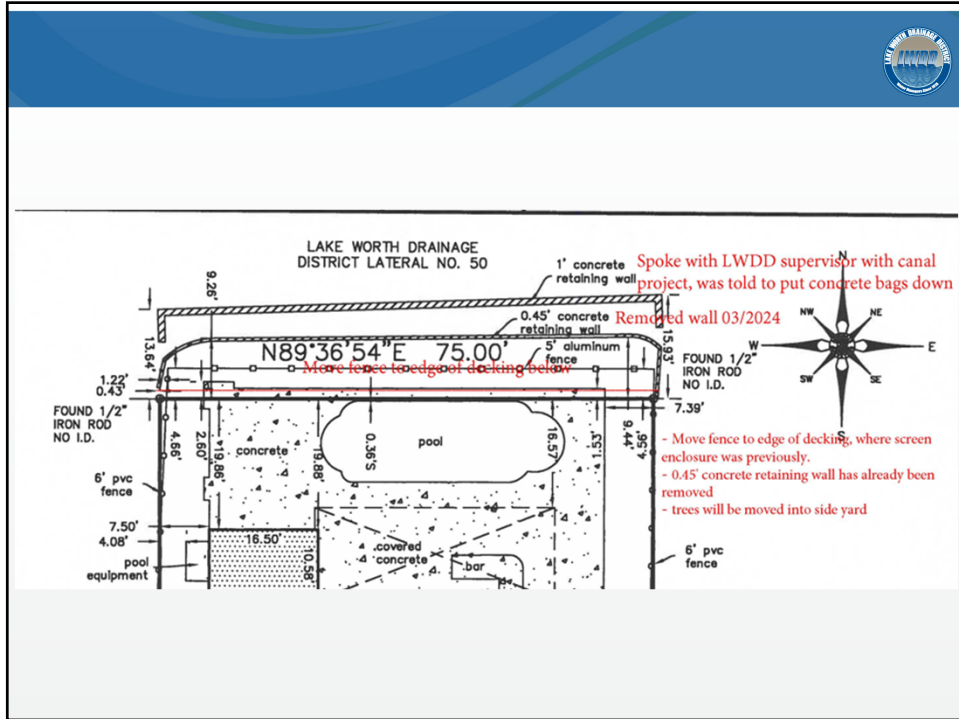 LAKE WORTH DRAINAGE DISTRICT
LWDD
LAKE WORTH DRAINAGE
DISTRICT LATERAL NO. 50
1' concrete
retaining wall
Spoke with LWDD supervisor with canal
project, was told to put concrete bags down
N
9.26'
0.45' concrete
retaining wall
Removed wall 03/2024
NW
NE
W
E
SW
SE
S
13.64'
N89°36'54"E 75.00'
5' aluminum
fence
15.93'
Move fence to edge of decking below
FOUND 1/2"
IRON ROD
NO I.D.
1.22'
0.43'
FOUND 1/2"
IRON ROD
NO I.D.
7.39'
4.66'
2.60'
19.86'
concrete
19.88'
0.36'S
pool
16.57'
1.53'
9.44'
4.56'
- Move fence to edge of decking, where screen
enclosure was previously.
- 0.45' concrete retaining wall has already been
removed
- trees will be moved into side yard
6' pvc
fence
7.50'
4.08'
16.50'
10.58'
pool
equipment
covered
concrete
bar
6' pvc
fence